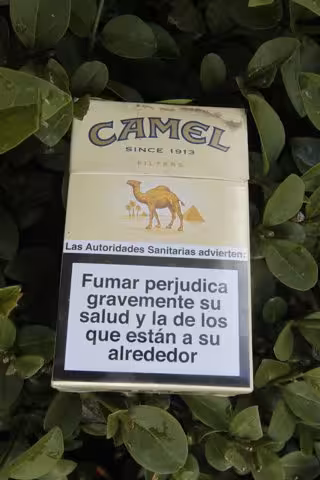 CAMEL
SINCE 1913
FILTERS
Las Autoridades Sanitarias advierten:
Fumar perjudica
gravemente su
salud y la de los
que están a su
alrededor